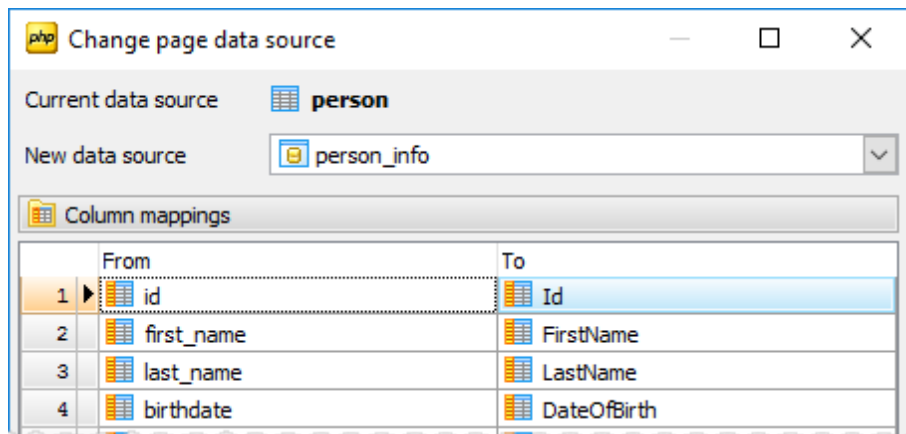 php Change page data source
Current data source person
New data source person_info
Column mappings
From To
1 id Id
2 first_name FirstName
3 last_name LastName
4 birthdate DateOfBirth